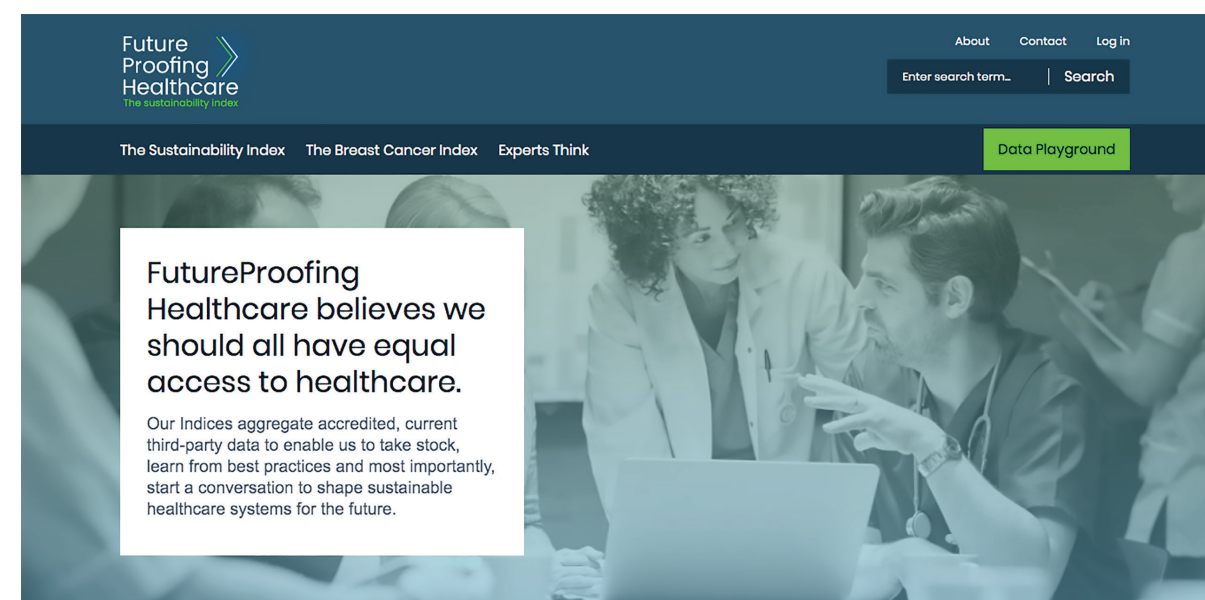 Future
Proofing
Healthcare
The sustainability index
About Contact Log in
Enter search term... | Search
The Sustainability Index The Breast Cancer Index Experts Think
Data Playground
FutureProofing
Healthcare believes we
should all have equal
access to healthcare.
Our Indices aggregate accredited, current
third-party data to enable us to take stock,
learn from best practices and most importantly,
start a conversation to shape sustainable
healthcare systems for the future.